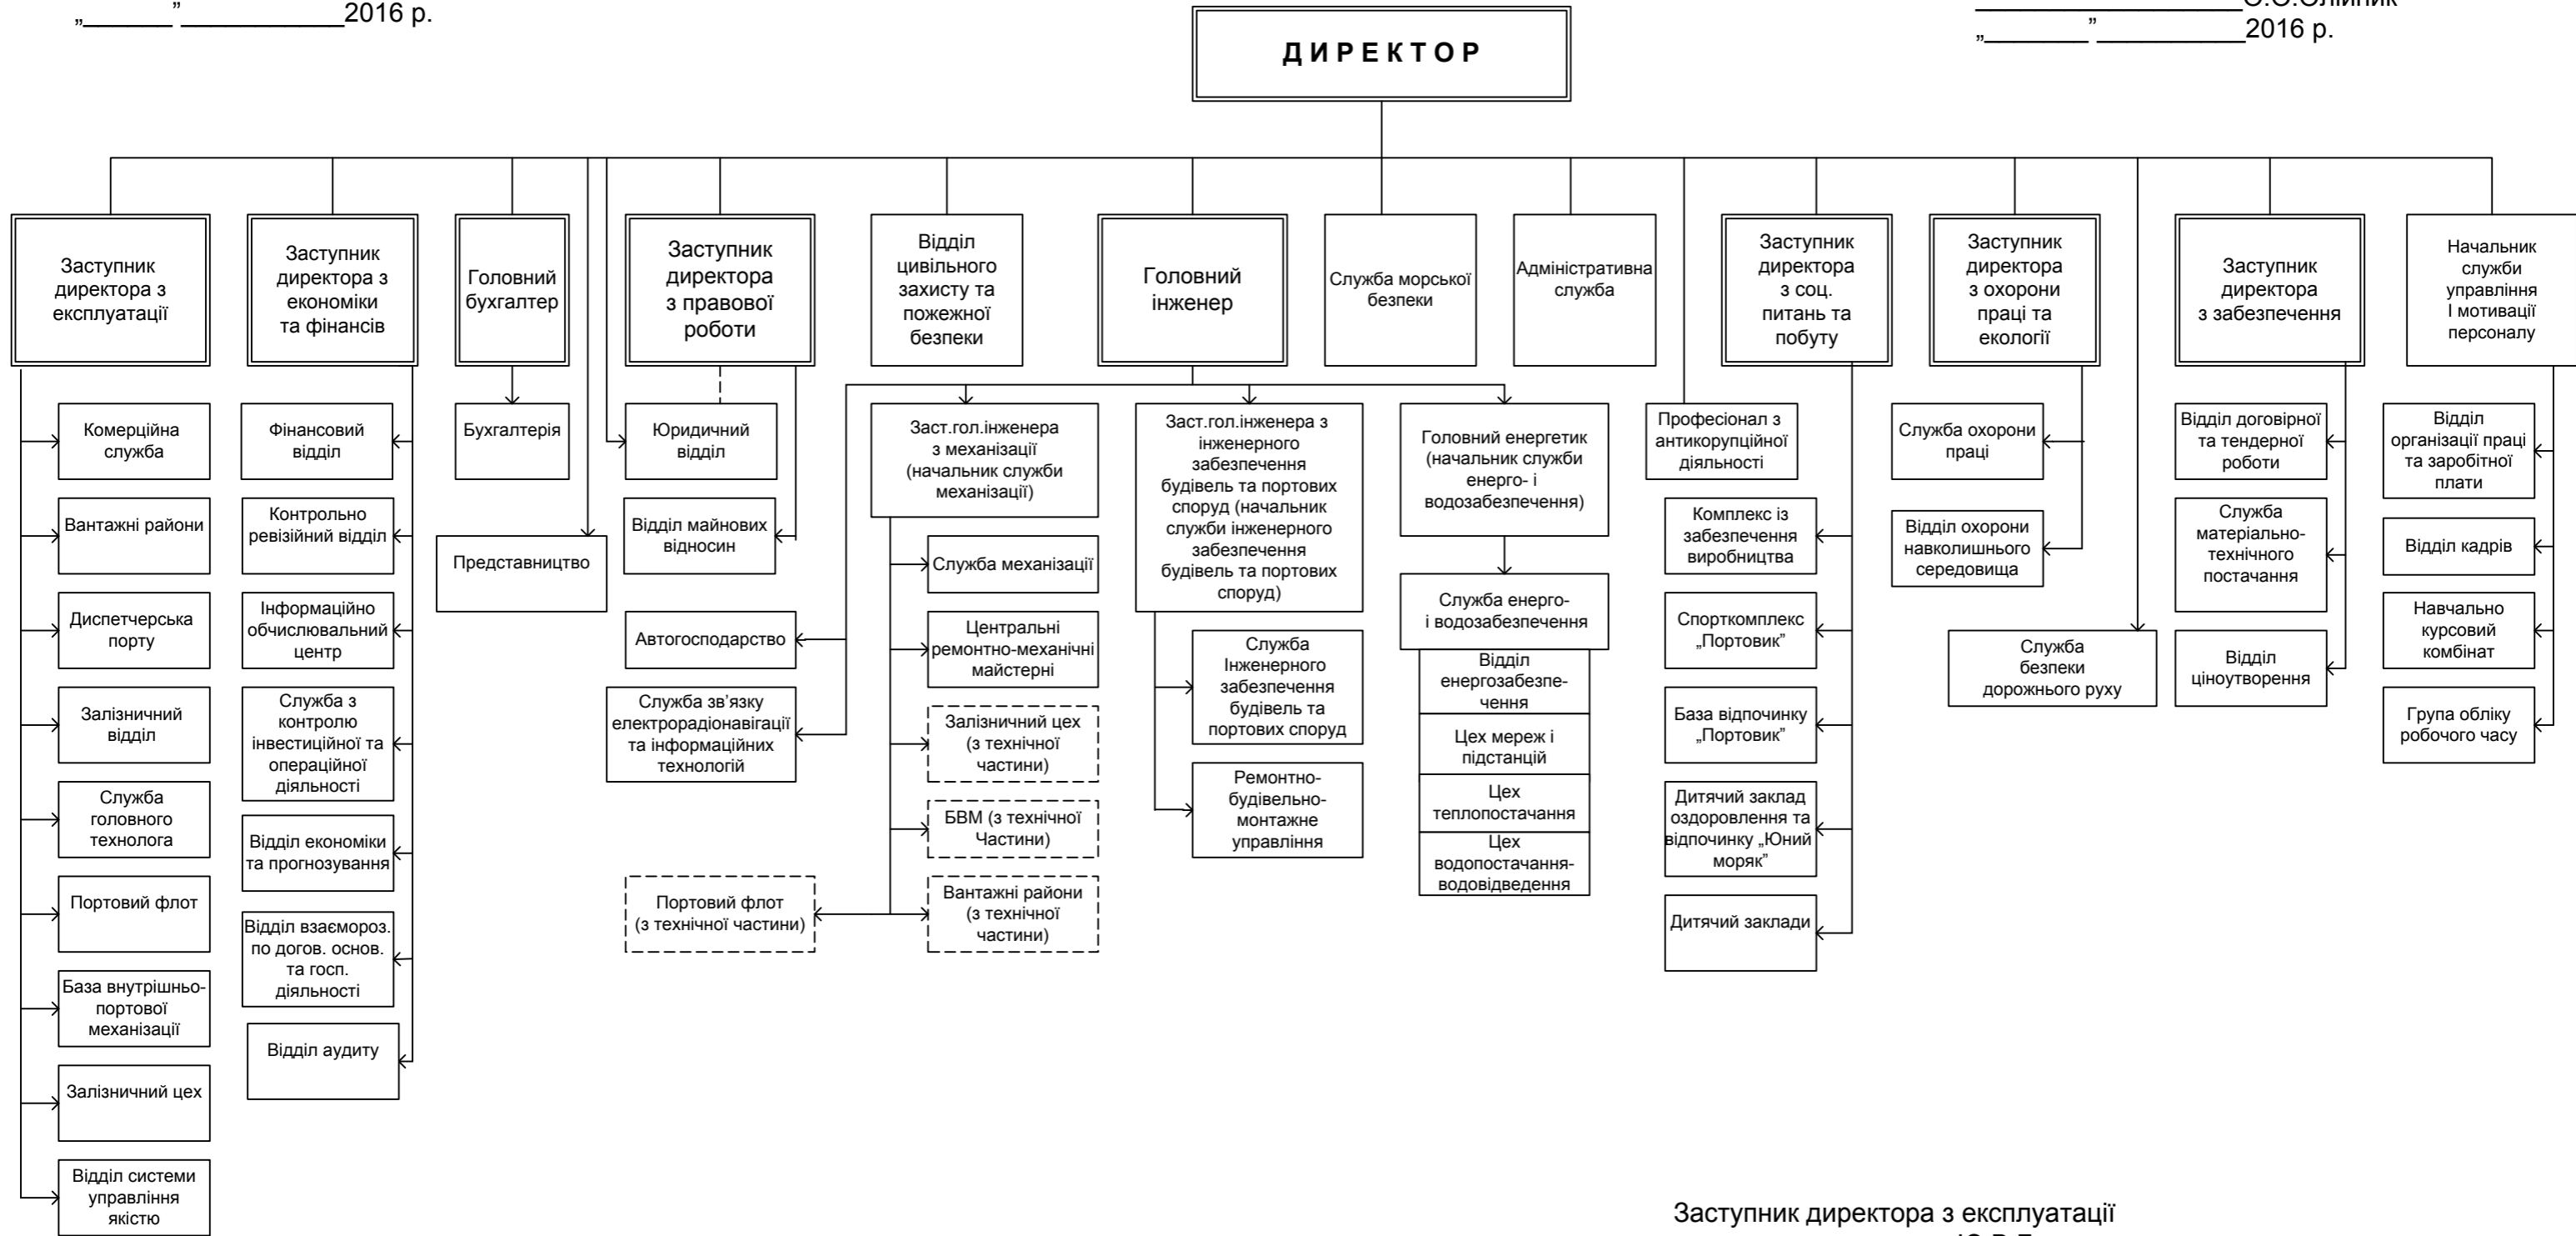 „______”___________2016 р.
„_______”__________2016 р.
ДИРЕКТОР
Заступник
директора з
експлуатації
Заступник
директора з
економіки
та фінансів
Головний
бухгалтер
Заступник
директора
з правової
роботи
Відділ
цивільного
захисту та
пожежної
безпеки
Головний
інженер
Служба морської
безпеки
Адміністративна
служба
Заступник
директора
з соц.
питань та
побуту
Заступник
директора
з охорони
праці та
екології
Заступник
директора
з забезпечення
Начальник
служби
управління
І мотивації
персоналу
Комерційна
служба
Вантажні райони
Диспетчерська
порту
Залізничний
відділ
Служба
головного
технолога
Портовий флот
База внутрішньо-
портової
механізації
Залізничний цех
Відділ системи
управління
якістю
Фінансовий
відділ
Контрольно
ревізійний відділ
Інформаційно
обчислювальний
центр
Служба з
контролю
інвестиційної та
операційної
діяльності
Відділ економіки
та прогнозування
Відділ взаємороз.
по догов. основ.
та госп.
діяльності
Відділ аудиту
Бухгалтерія
Представництво
Юридичний
відділ
Відділ майнових
відносин
Автогосподарство
Служба зв’язку
електрорадіонавігації
та інформаційних
технологій
Портовий флот
(з технічної частини)
Заст.гол.інженера
з механізації
(начальник служби
механізації)
Служба механізації
Центральні
ремонтно-механічні
майстерні
Залізничний цех
(з технічної
частини)
БВМ (з технічної
Частини)
Вантажні райони
(з технічної
частини)
Заст.гол.інженера з
інженерного
забезпечення
будівель та портових
споруд (начальник
служби інженерного
забезпечення
будівель та портових
споруд)
Служба
Інженерного
забезпечення
будівель та
портових споруд
Ремонтно-
будівельно-
монтажне
управління
Головний енергетик
(начальник служби
енерго- і
водозабезпечення)
Служба енерго-
і водозабезпечення
Відділ
енергозабезпе-
чення
Цех мереж і
підстанцій
Цех
теплопостачання
Цех
водопостачання-
водовідведення
Професіонал з
антикорупційної
діяльності
Комплекс із
забезпечення
виробництва
Спорткомплекс
„Портовик”
База відпочинку
„Портовик”
Дитячий заклад
оздоровлення та
відпочинку „Юний
моряк”
Дитячий заклади
Служба охорони
праці
Відділ охорони
навколишнього
середовища
Служба
безпеки
дорожнього руху
Відділ договірної
та тендерної
роботи
Служба
матеріально-
технічного
постачання
Відділ
ціноутворення
Відділ
організації праці
та заробітної
плати
Відділ кадрів
Навчально
курсовий
комбінат
Група обліку
робочого часу
Заступник директора з експлуатації